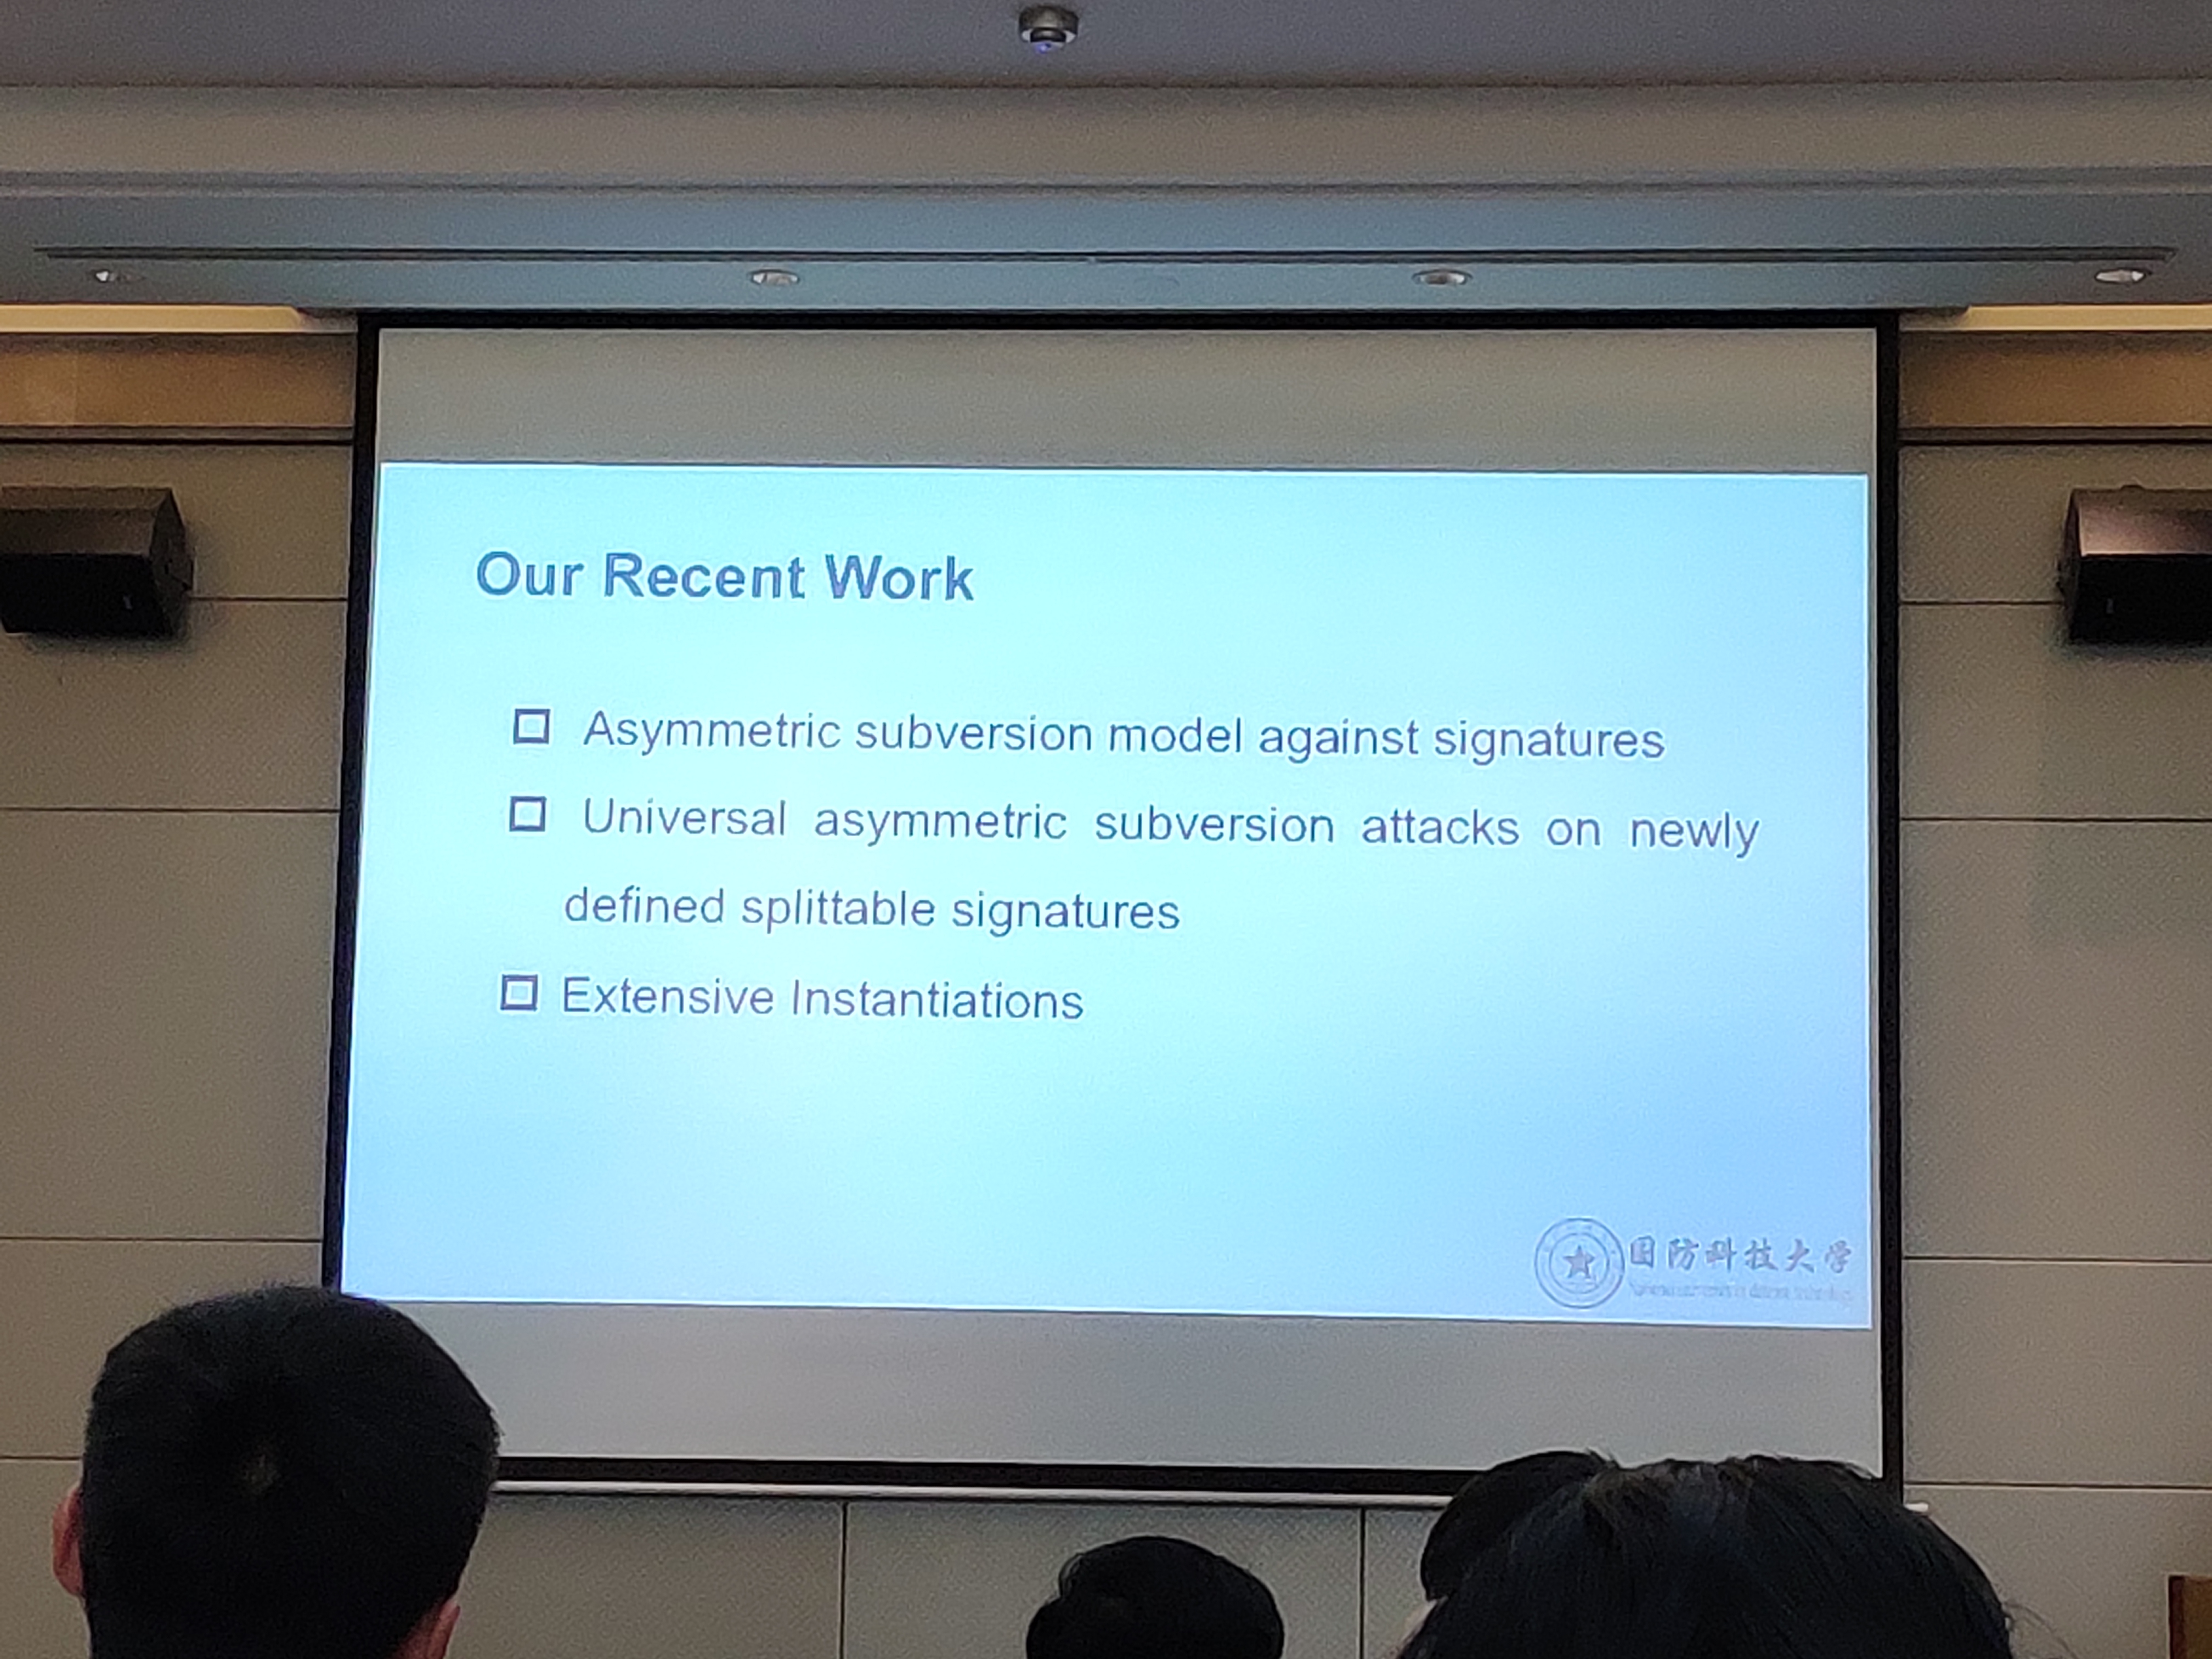 Our Recent Work
Asymmetric subversion model against signatures
Universal asymmetric subversion attacks on newly
defined splittable signatures
Extensive Instantiations
国防科技大学